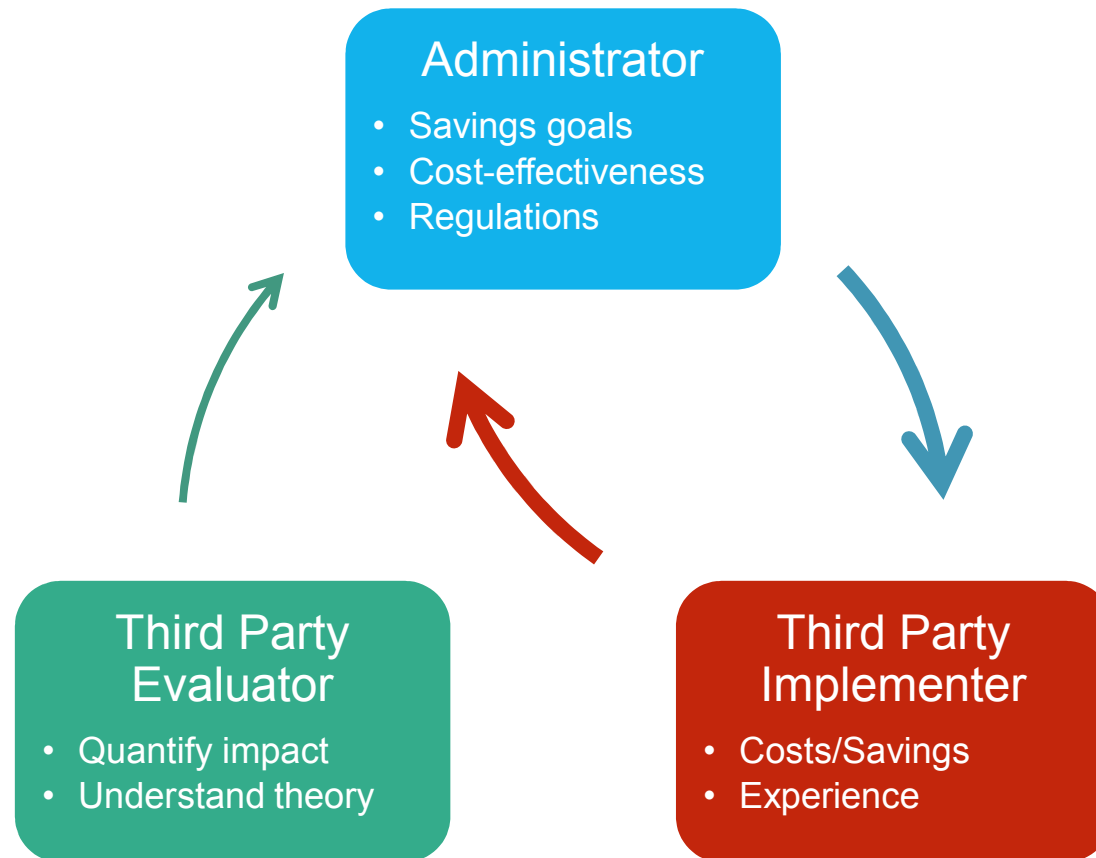 Administrator
• Savings goals
• Cost-effectiveness
• Regulations
Third Party
Evaluator
• Quantify impact
• Understand theory
Third Party
Implementer
• Costs/Savings
• Experience